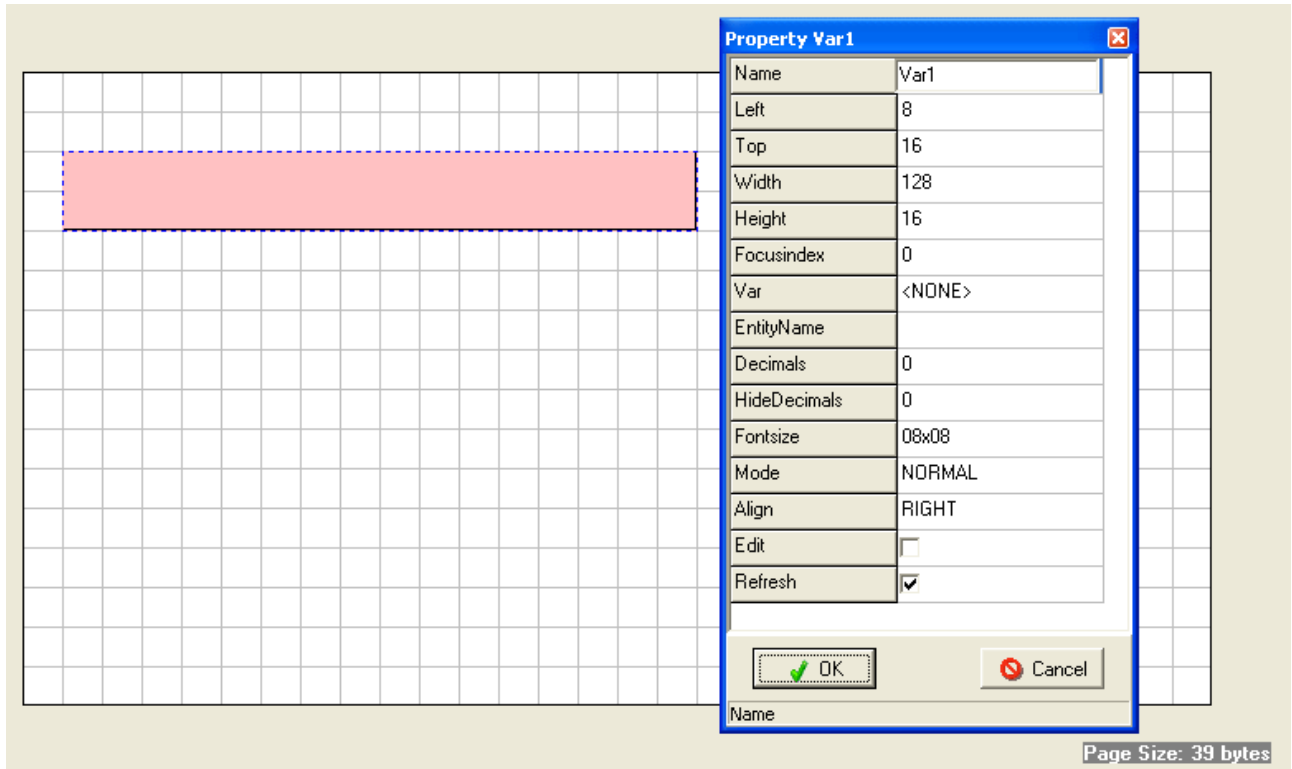 Property Var1
Name Var1
Left 8
Top 16
Width 128
Height 16
Focusindex 0
Var <NONE>
EntityName
Decimals 0
HideDecimals 0
Fontsize 08x08
Mode NORMAL
Align RIGHT
Edit
Refresh
OK Cancel
Name
Page Size: 39 bytes